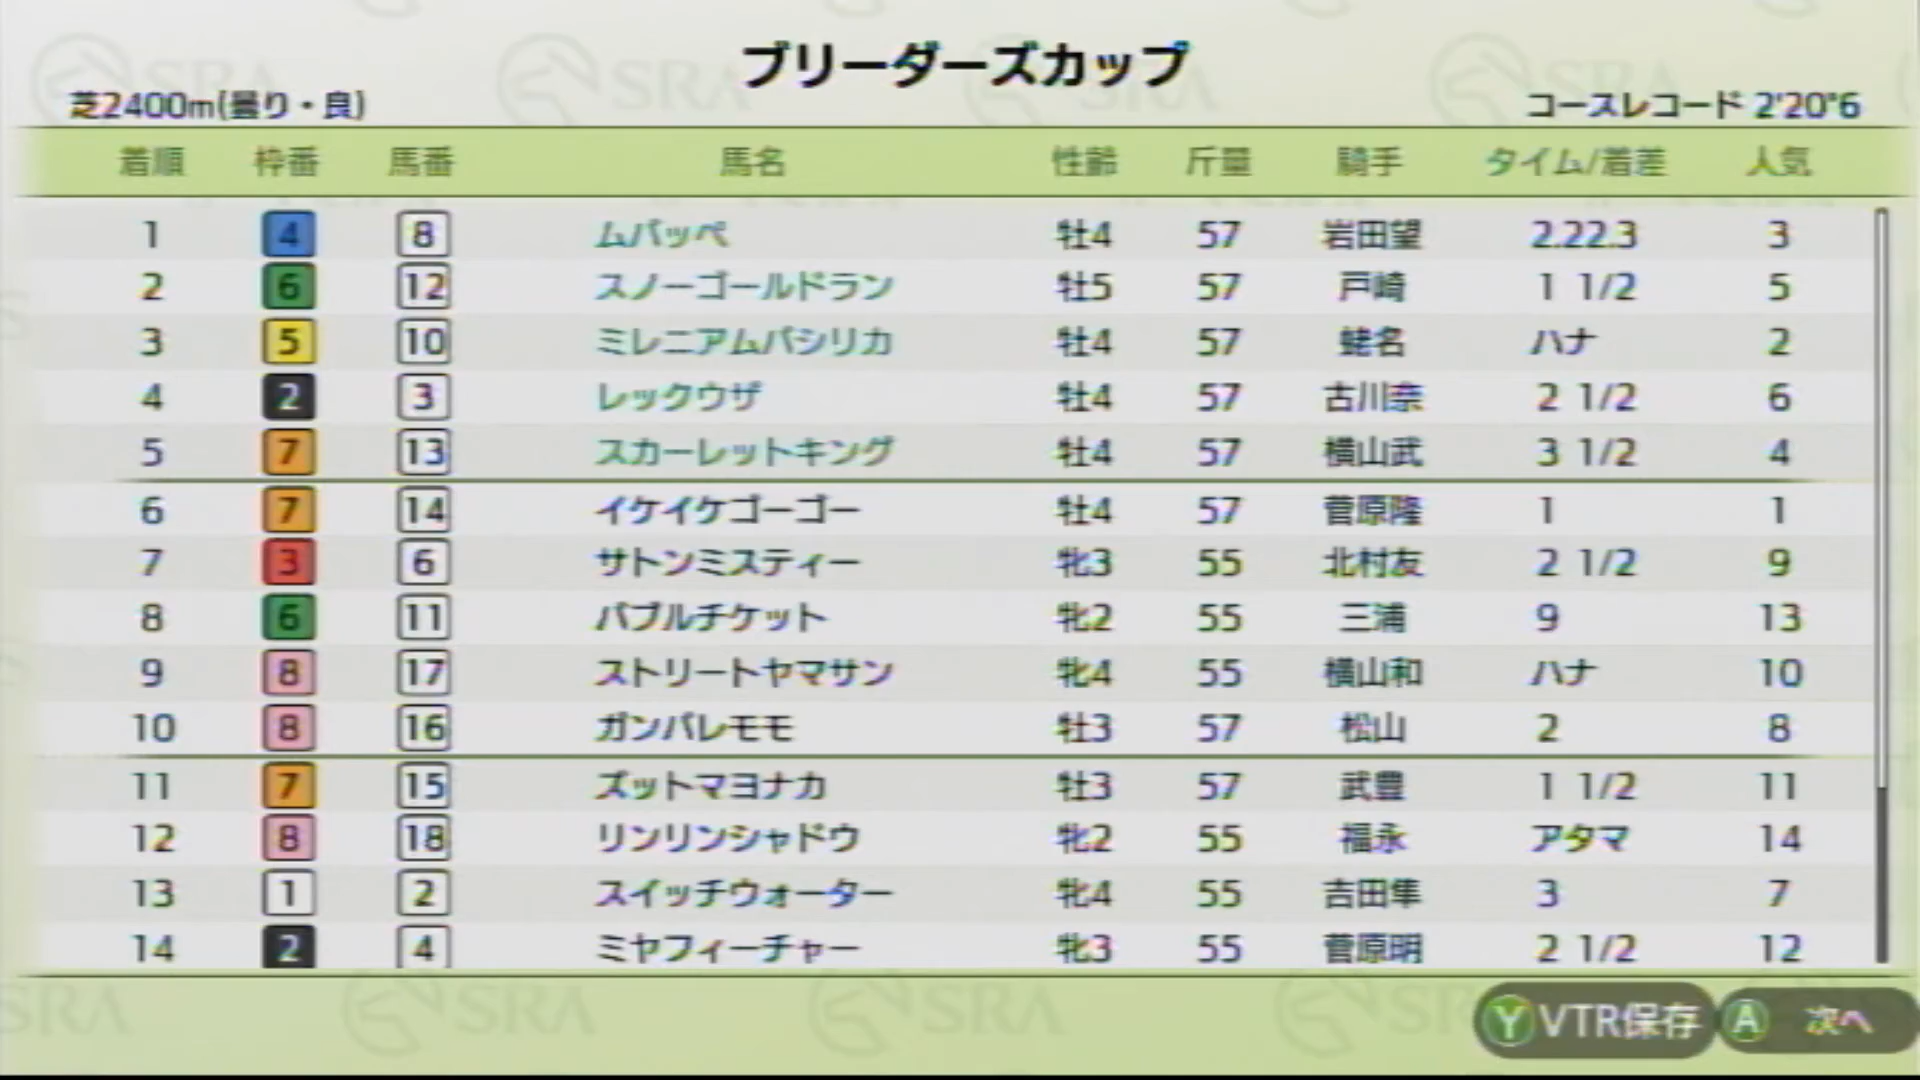 ブリーダーズカップ
芝2400m(曇り・良)
コースレコード 2'20"6
着順 枠番 馬番 馬名 性齢 斤量 騎手 タイム/着差 人気
1 4 8 ムバッペ 牡4 57 岩田望 2.22.3 3
2 6 12 スノーゴールドラン 牡5 57 戸崎 1 1/2 5
3 5 10 ミレニアムバシリカ 牡4 57 蛯名 ハナ 2
4 2 3 レックウザ 牡4 57 古川奈 2 1/2 6
5 7 13 スカーレットキング 牡4 57 横山武 3 1/2 4
6 7 14 イケイケゴーゴー 牡4 57 菅原隆 1 1
7 3 6 サトンミスティー 牝3 55 北村友 2 1/2 9
8 6 11 バブルチケット 牝2 55 三浦 9 13
9 8 17 ストリートヤマサン 牝4 55 横山和 ハナ 10
10 8 16 ガンバレモモ 牡3 57 松山 2 8
11 7 15 ズットマヨナカ 牡3 57 武豊 1 1/2 11
12 8 18 リンリンシャドウ 牝2 55 福永 アタマ 14
13 1 2 スイッチウォーター 牝4 55 吉田隼 3 7
14 2 4 ミヤフィーチャー 牝3 55 菅原明 2 1/2 12
SRA SRA SRA SRA
Y VTR保存 A 次へ